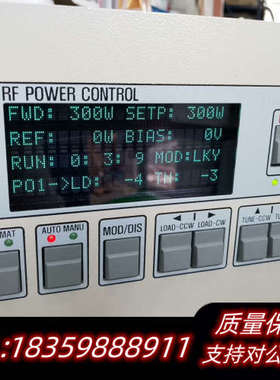 RF POWER CONTROL
FWD: 300W SETP: 300W
REF: 0W BIAS: 0V
RUN: 0: 3: 9 MOD:LKY
PO1->LD: -4 TN: -3
MAT
AUTO MANU
MOD/DIS
◄ ►
LOAD-CCW LOAD-CW
TUNE-CCW
质量保
:18359888911
支持对公